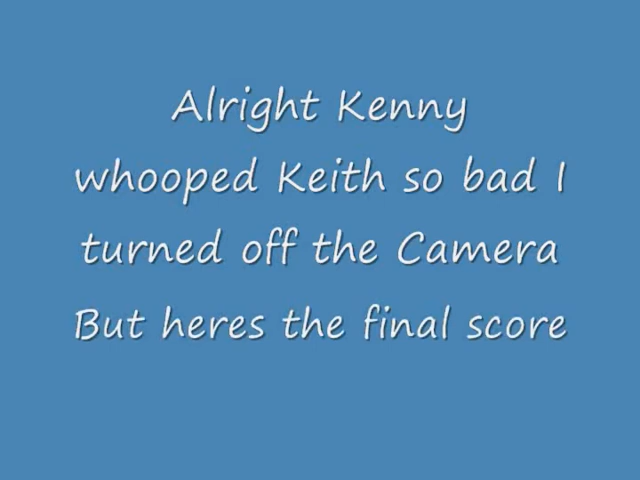 Alright Kenny
whooped Keith so bad I
turned off the Camera
But heres the final score